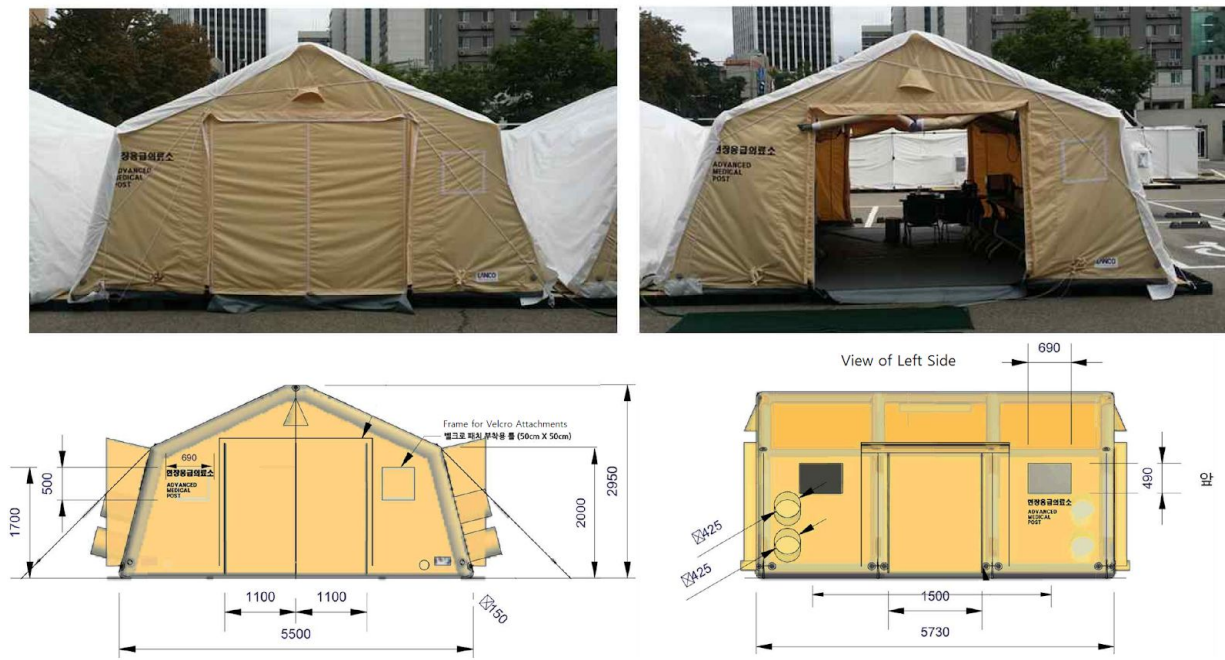 현장응급의료소
ADVANCED
MEDICAL
POST
LANCO
현장응급의료소
ADVANCED
MEDICAL
POST
LANCO
View of Left Side
690
Frame for Velcro Attachments
벨크로 패치 부착용 틀 (50cm X 50cm)
690
현장응급의료소
ADVANCED
MEDICAL
POST
500
1700
2000
2950
1100
1100
150
5500
490
앞
현장응급의료소
ADVANCED
MEDICAL
POST
425
425
1500
5730